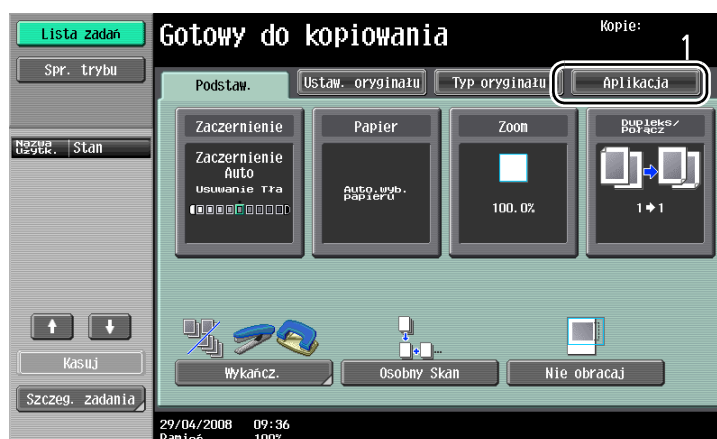 Lista zadań
Spr. trybu
Nazwa
użytk.
Stan
Kasuj
Szczeg. zadania
Gotowy do kopiowania
Kopie:
1
Podstaw.
Ustaw. oryginału
Typ oryginału
Aplikacja
Zaczernienie
Zaczernienie
Auto
Usuwanie Tła
Papier
Auto.wyb.
papieru
Zoom
100.0%
Dupleks/
Połącz
1 ➔ 1
Wykańcz.
Osobny Skan
Nie obracaj
29/04/2008 09:36
Pamięć 100%